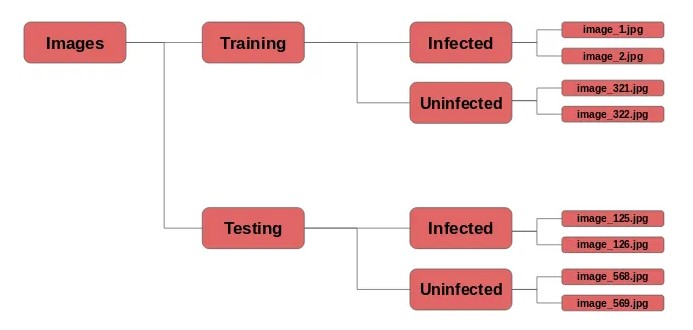 Images
Training
Infected
image_1.jpg
image_2.jpg
Uninfected
image_321.jpg
image_322.jpg
Testing
Infected
image_125.jpg
image_126.jpg
Uninfected
image_568.jpg
image_569.jpg